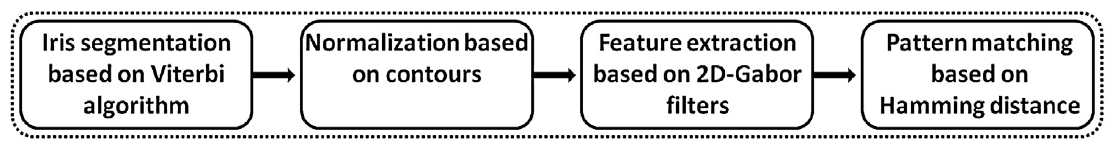 Iris segmentation
based on Viterbi
algorithm
Normalization based
on contours
Feature extraction
based on 2D-Gabor
filters
Pattern matching
based on
Hamming distance